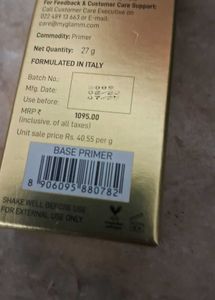 For Feedback & Customer Care Support:
Call Customer Care Executive on
022 489 13 663 or E-mail:
care@myglamm.com
Commodity: Primer
Net: 27 g
FORMULATED IN ITALY
Batch No.:
Mfg. Date:
Use before:
MRP ₹ 1095.00
(Inclusive, of all taxes)
Unit sale price Rs. 40.55 per g
BASE PRIMER
8 906095 880782
SHAKE WELL BEFORE USE
FOR EXTERNAL USE ONLY